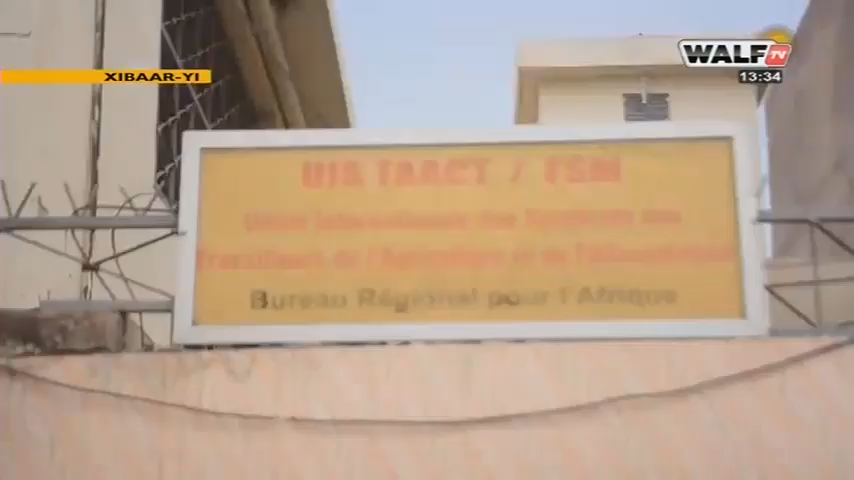 WALF TV
13:34
XIBAAR-YI
UIS TAACT / FSM
Union Internationale des Syndicats des
Travailleurs de l'Agriculture et de l'Alimentation
Bureau Régional pour l'Afrique